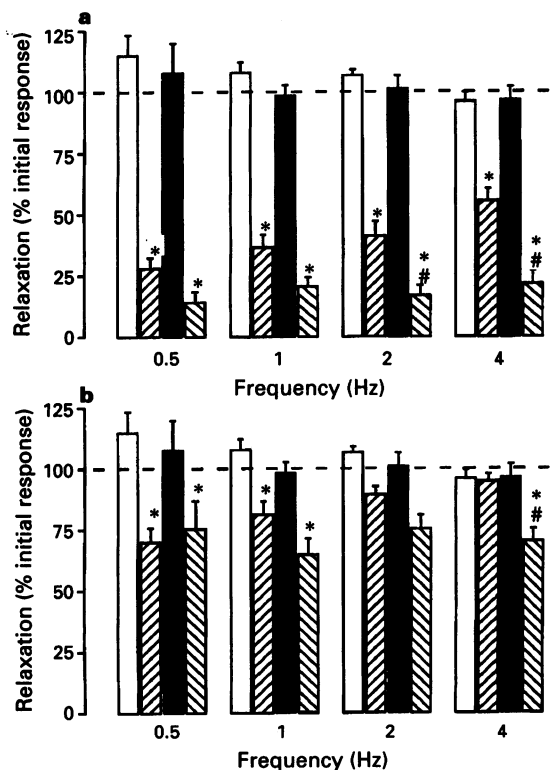 a
125
100
75
50
25
0
Relaxation (% initial response)
* * * * * * # * * #
0.5 1 2 4
Frequency (Hz)
b
125
100
75
50
25
0
Relaxation (% initial response)
* * * * * #
0.5 1 2 4
Frequency (Hz)